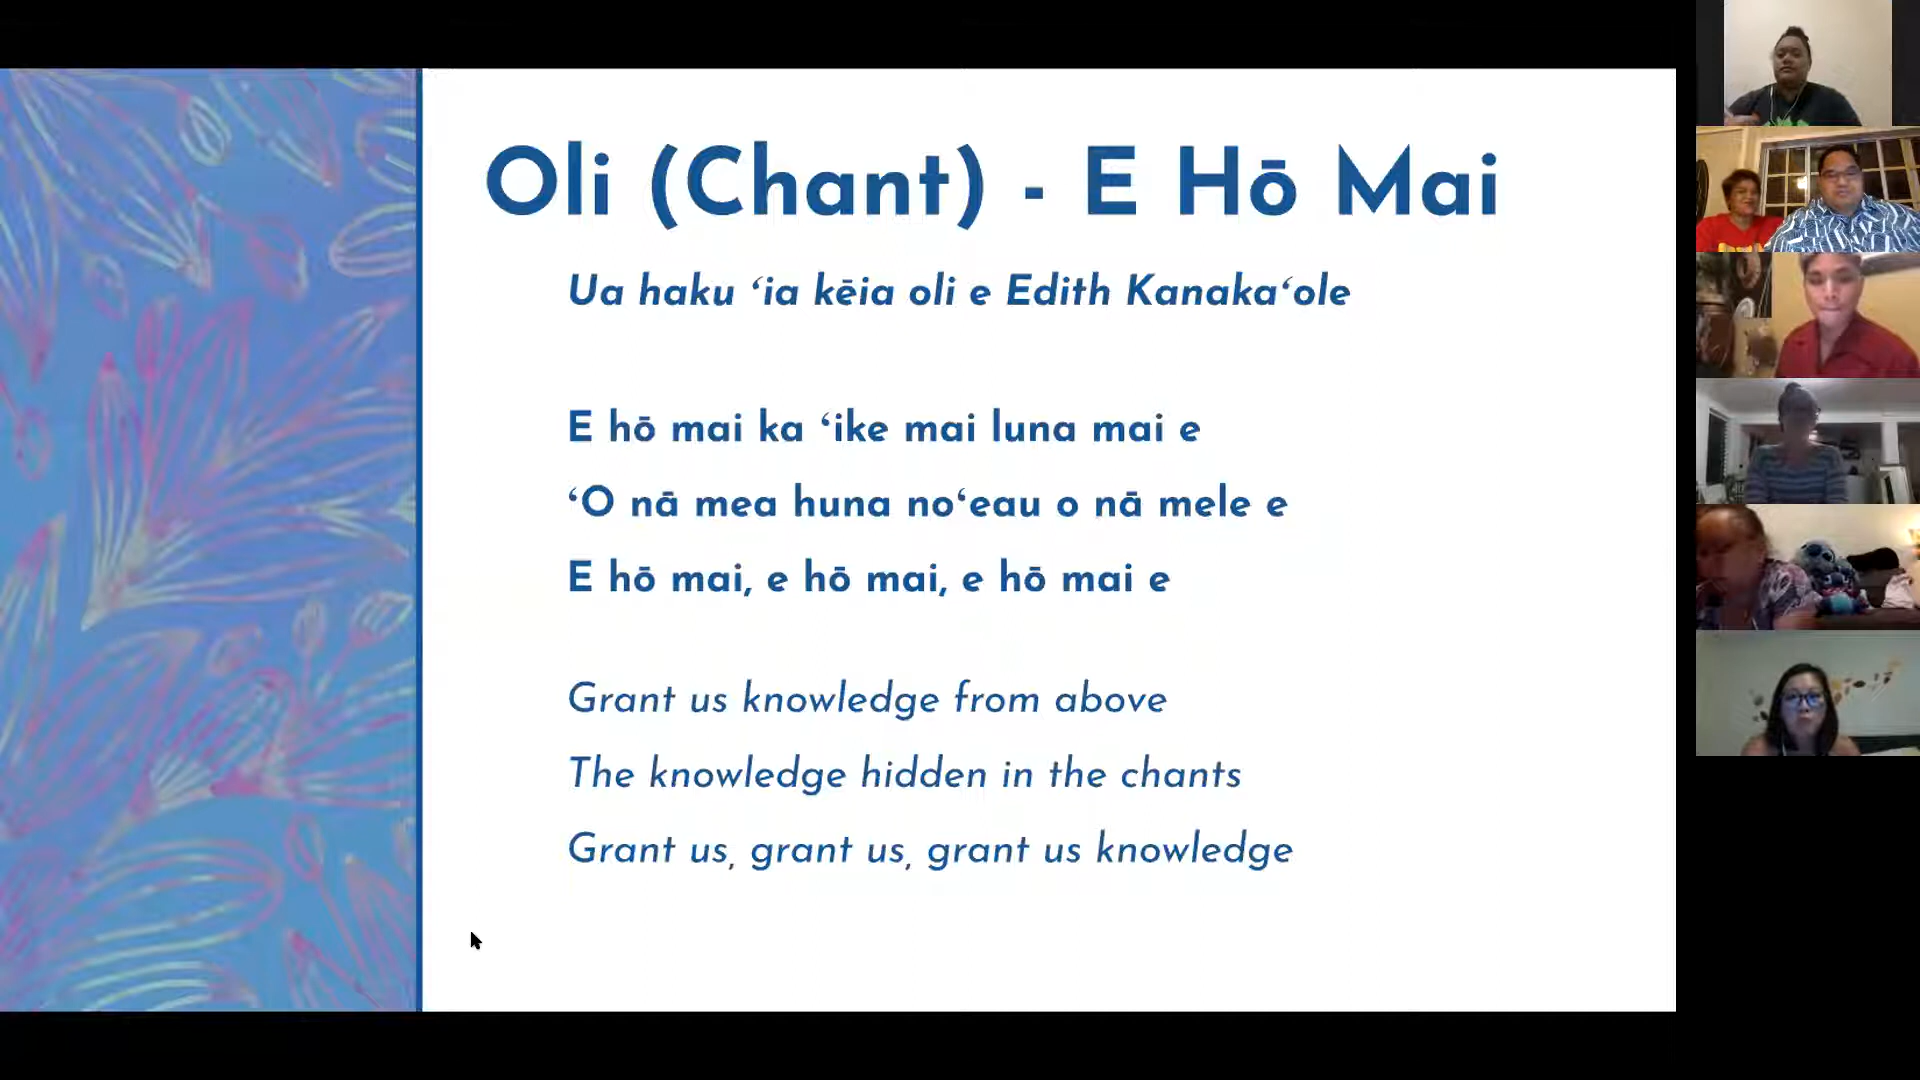 Oli (Chant) - E Hō Mai
Ua haku ʻia kēia oli e Edith Kanakaʻole
E hō mai ka ʻike mai luna mai e
ʻO nā mea huna noʻeau o nā mele e
E hō mai, e hō mai, e hō mai e
Grant us knowledge from above
The knowledge hidden in the chants
Grant us, grant us, grant us knowledge